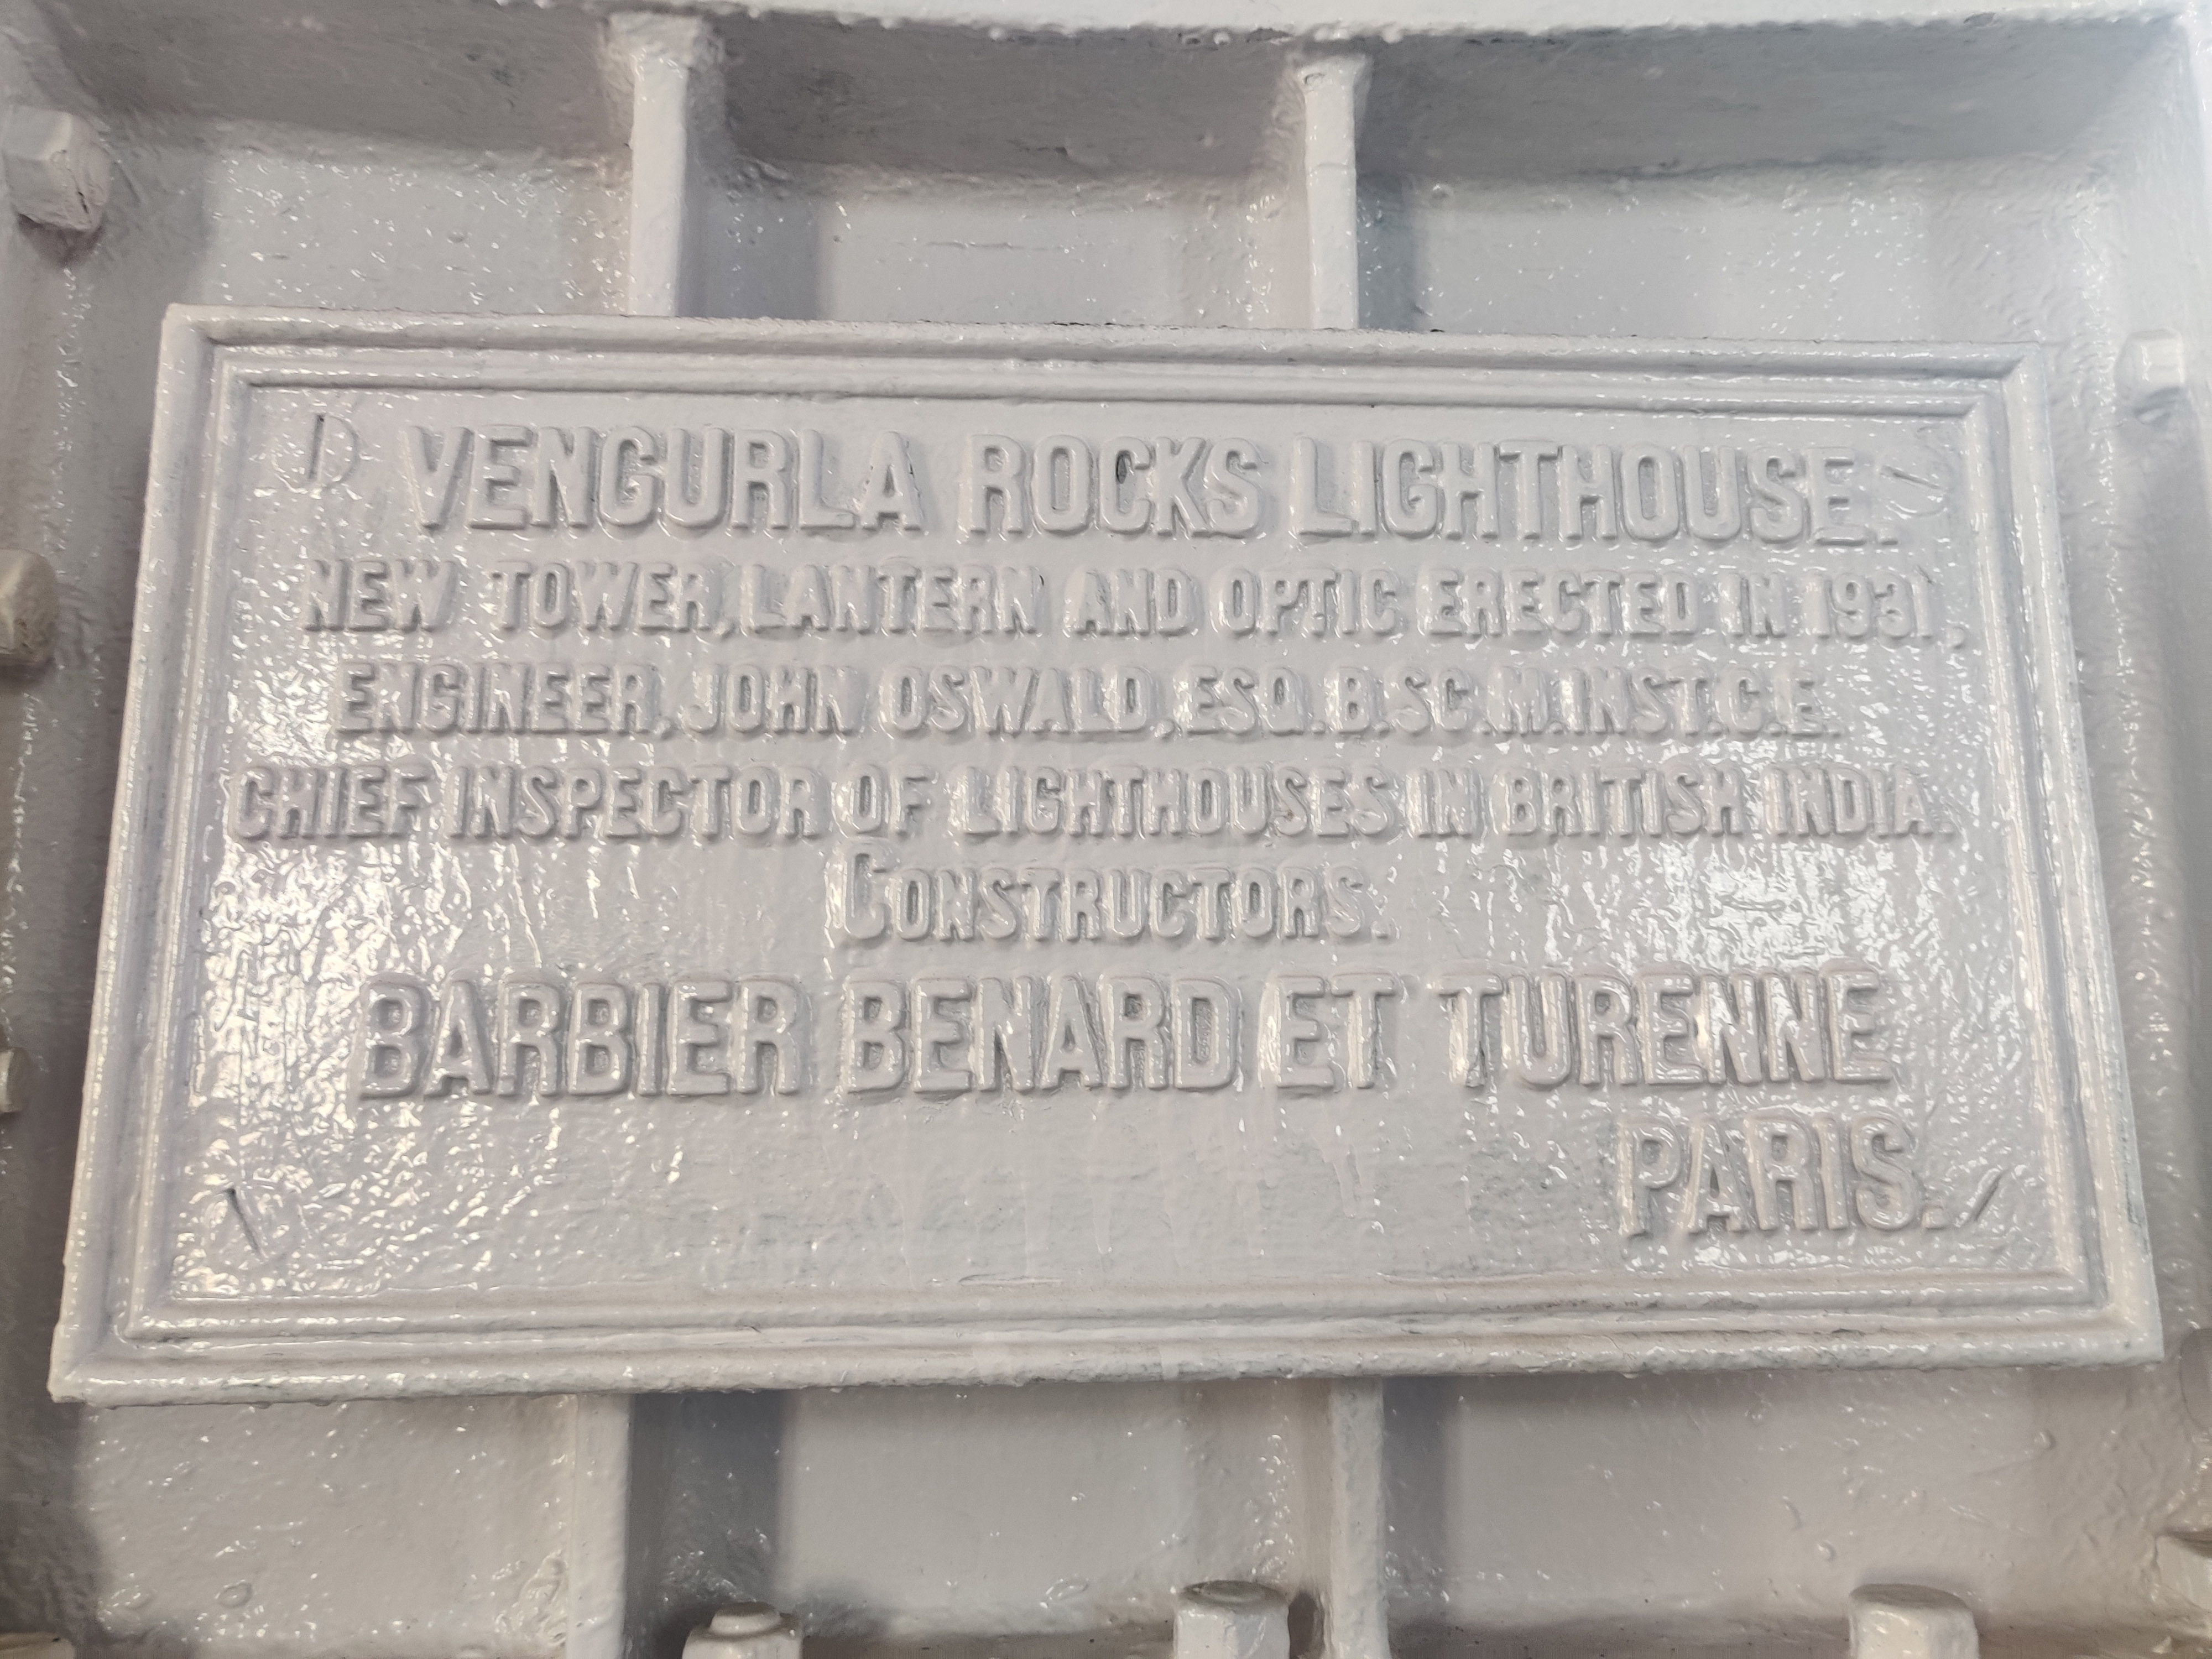 VENGURLA ROCKS LIGHTHOUSE.
NEW TOWER, LANTERN AND OPTIC ERECTED IN 1931,
ENGINEER, JOHN OSWALD, ESQ. B.SC. M. INST. C.E.
CHIEF INSPECTOR OF LIGHTHOUSES IN BRITISH INDIA.
CONSTRUCTORS.
BARBIER BENARD ET TURENNE
PARIS.